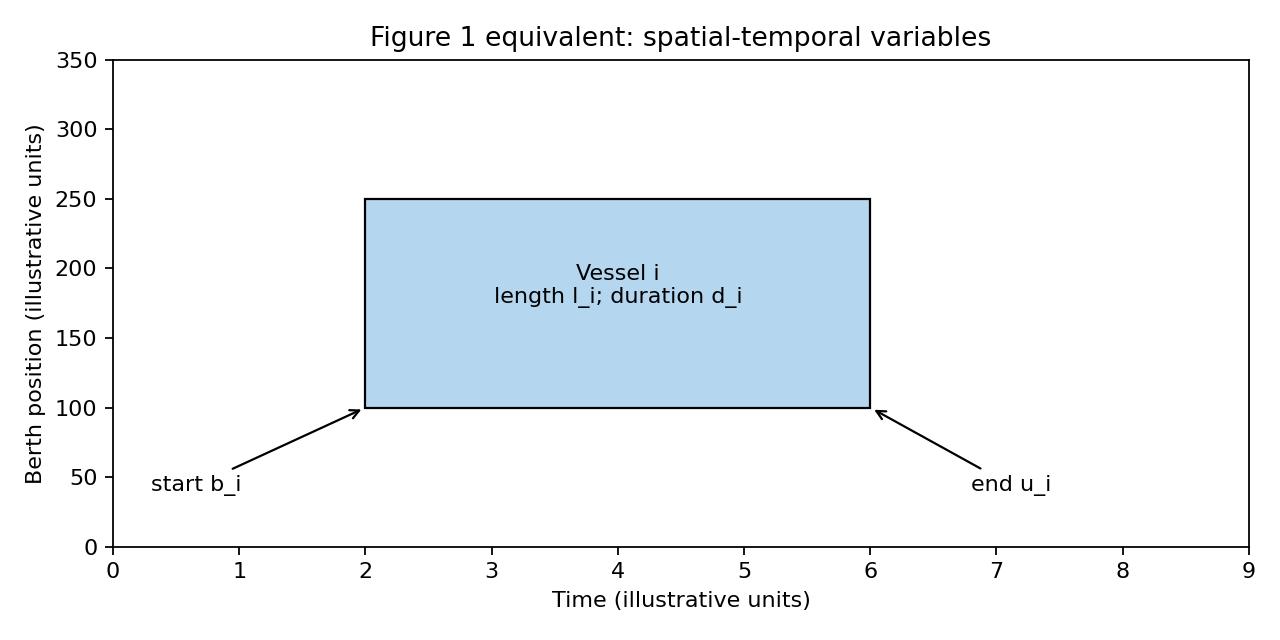 Figure 1 equivalent: spatial-temporal variables
350
300
250
200
150
100
50
0
Berth position (illustrative units)
Vessel i
length l_i; duration d_i
start b_i
end u_i
0 1 2 3 4 5 6 7 8 9
Time (illustrative units)